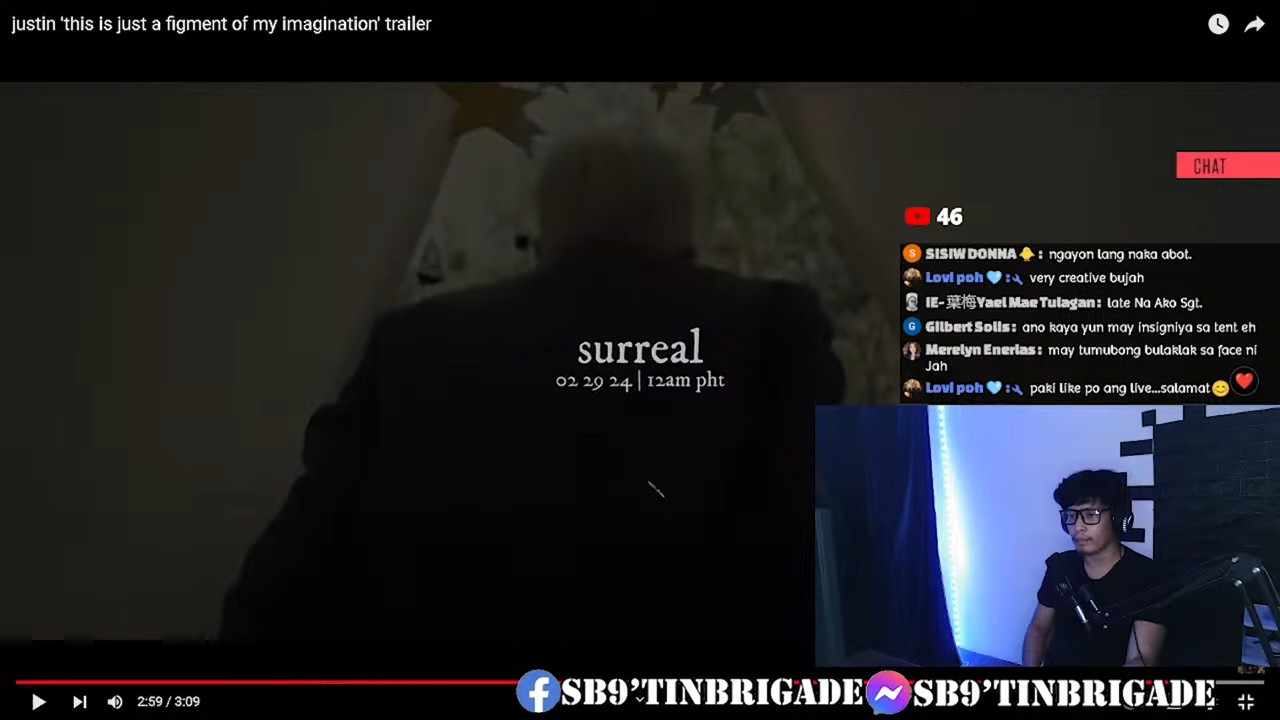 justin 'this is just a figment of my imagination' trailer
CHAT
46
SISIW DONNA🐥: ngayon lang naka abot.
Lovi poh🩵:🔧 very creative bujah
IE-葉梅Yael Mae Tulagan: late Na Ako Sgt.
Gilbert Solis: ano kaya yun may insigniya sa tent eh
Merelyn Enerlas: may tumubong bulaklak sa face ni
Jah
Lovi poh🩵:🔧 paki like po ang live...salamat😊
surreal
02 29 24 | 12am pht
2:59 / 3:09
SB9'TINBRIGADE
SB9'TINBRIGADE